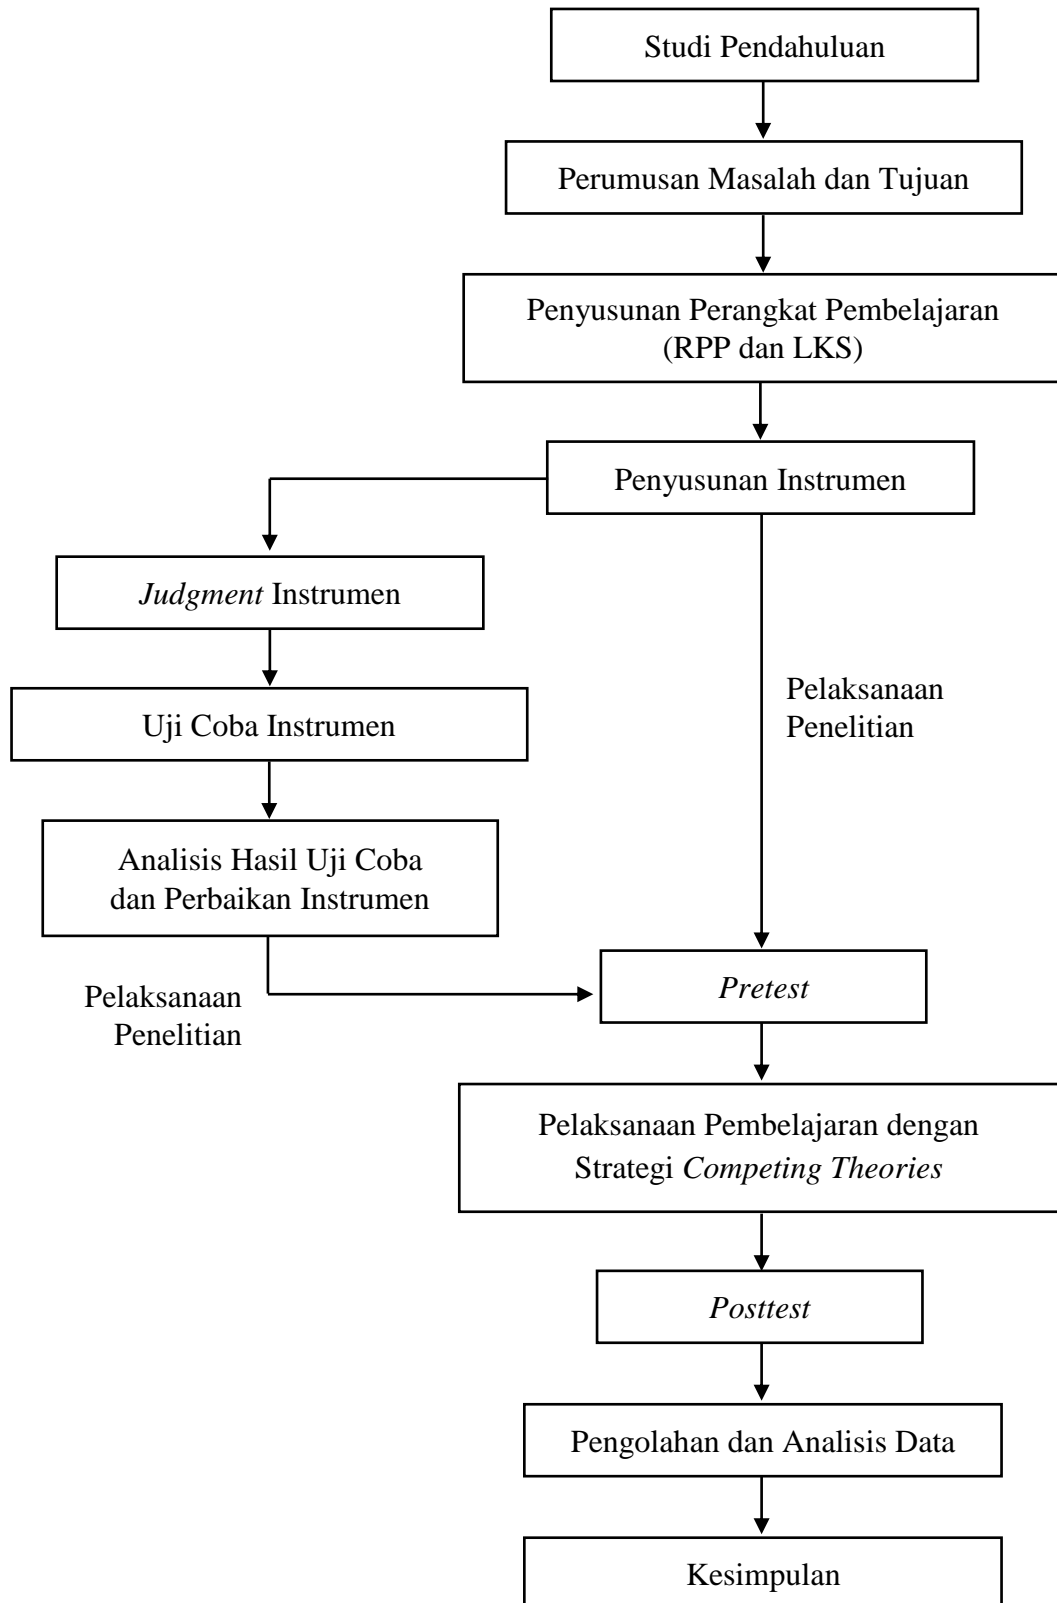 Studi Pendahuluan
Perumusan Masalah dan Tujuan
Penyusunan Perangkat Pembelajaran
(RPP dan LKS)
Penyusunan Instrumen
Judgment Instrumen
Uji Coba Instrumen
Analisis Hasil Uji Coba
dan Perbaikan Instrumen
Pelaksanaan
Penelitian
Pelaksanaan
Penelitian
Pretest
Pelaksanaan Pembelajaran dengan
Strategi Competing Theories
Posttest
Pengolahan dan Analisis Data
Kesimpulan